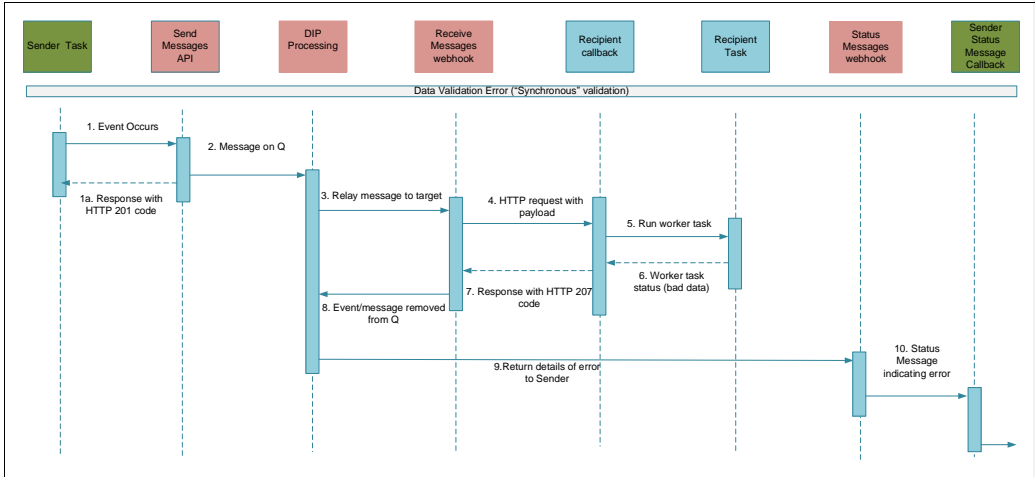 Sender Task
Send
Messages
API
DIP
Processing
Receive
Messages
webhook
Recipient
callback
Recipient
Task
Status
Messages
webhook
Sender
Status
Message
Callback
Data Validation Error ("Synchronous" validation)
1. Event Occurs
2. Message on Q
1a. Response with
HTTP 201 code
3. Relay message to target
4. HTTP request with
payload
5. Run worker task
6. Worker task
status (bad data)
7. Response with HTTP 207
code
8. Event/message removed
from Q
9.Return details of error
to Sender
10. Status
Message
indicating error